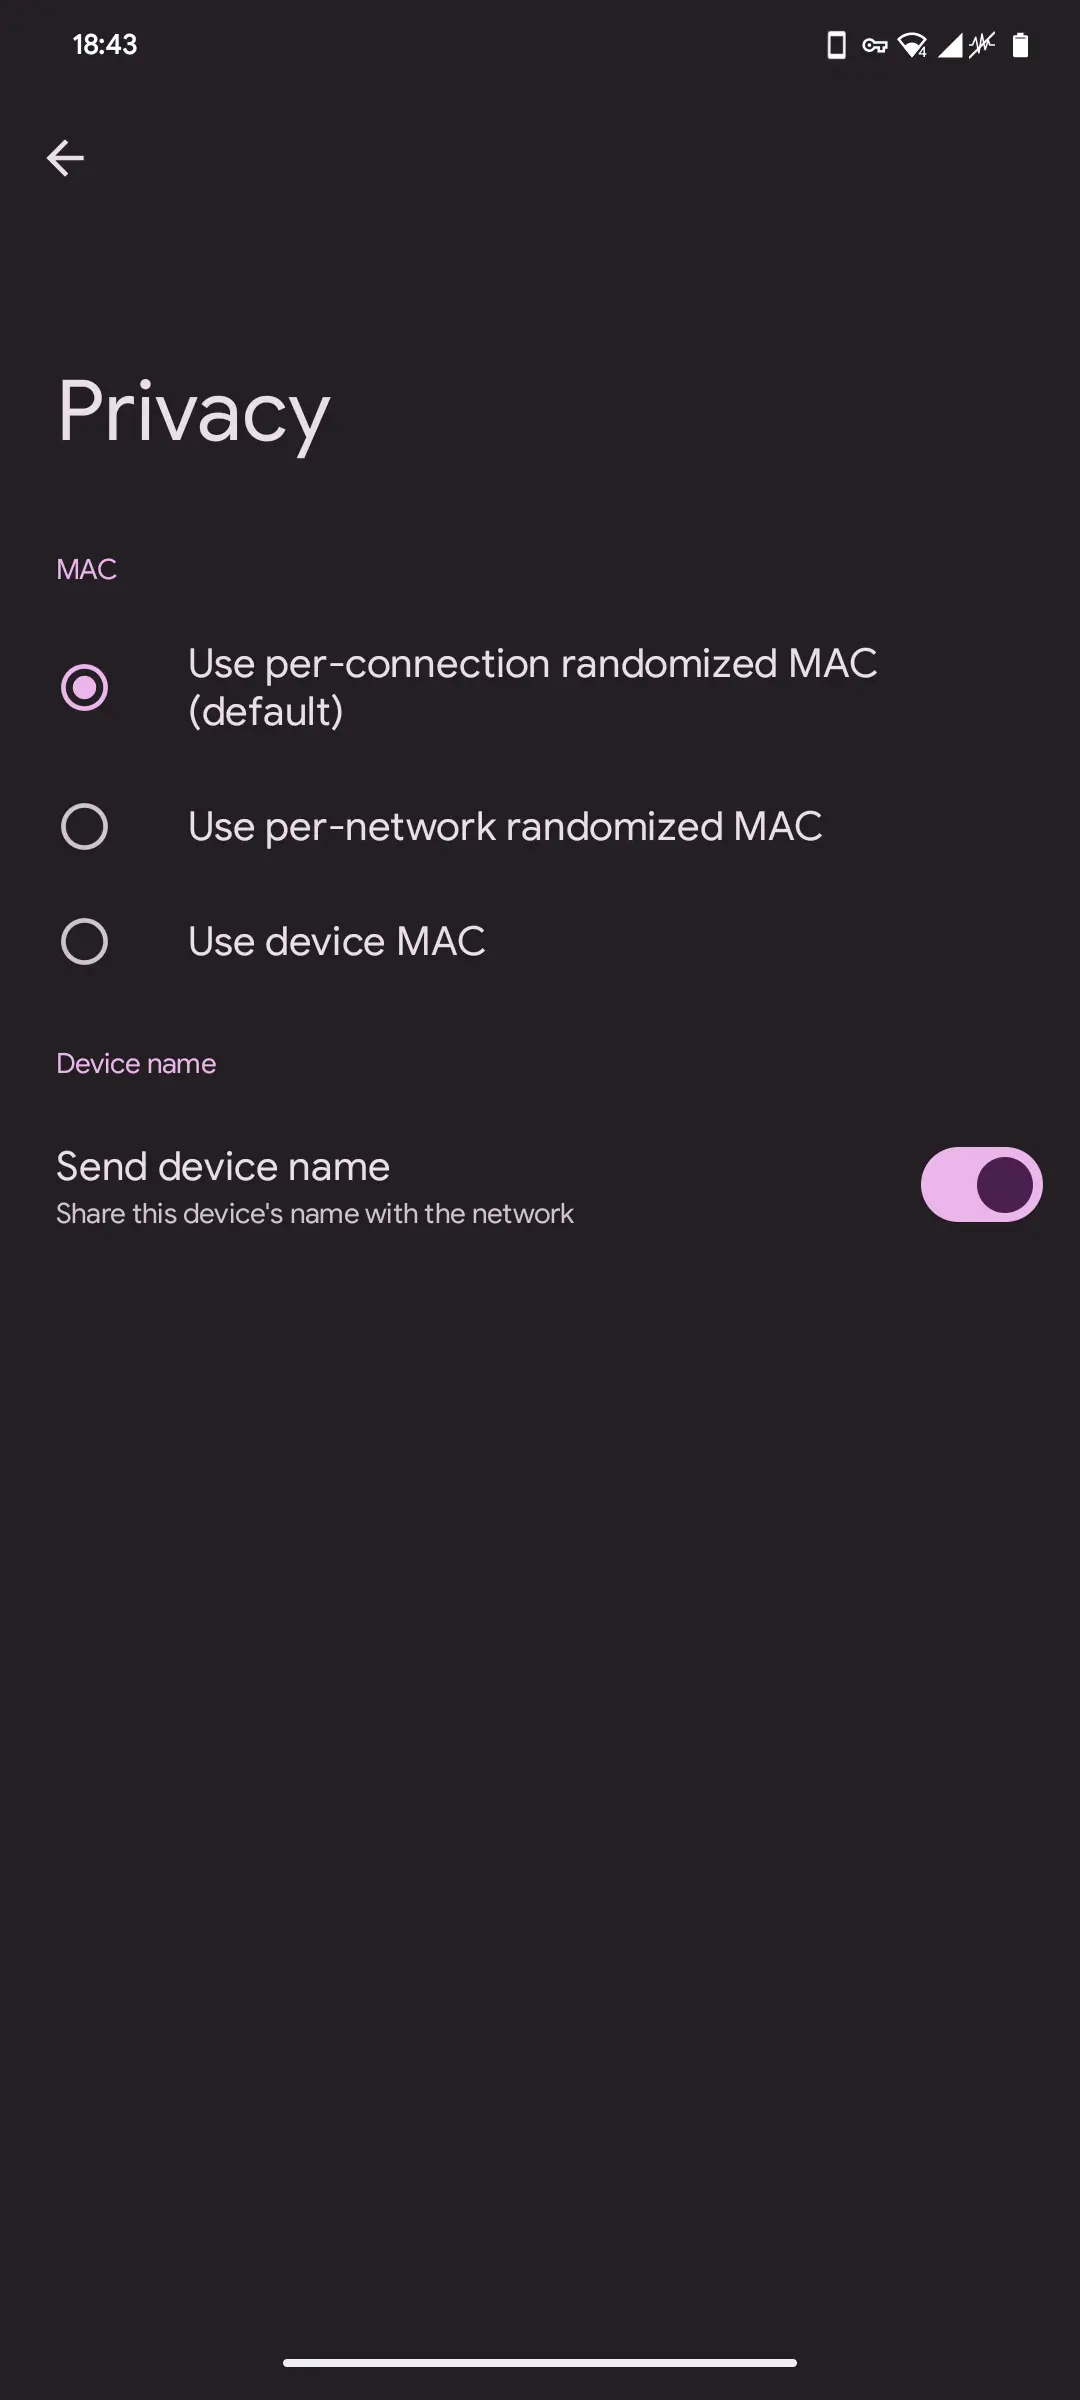 18:43
4
Privacy
MAC
Use per-connection randomized MAC
(default)
Use per-network randomized MAC
Use device MAC
Device name
Send device name
Share this device's name with the network